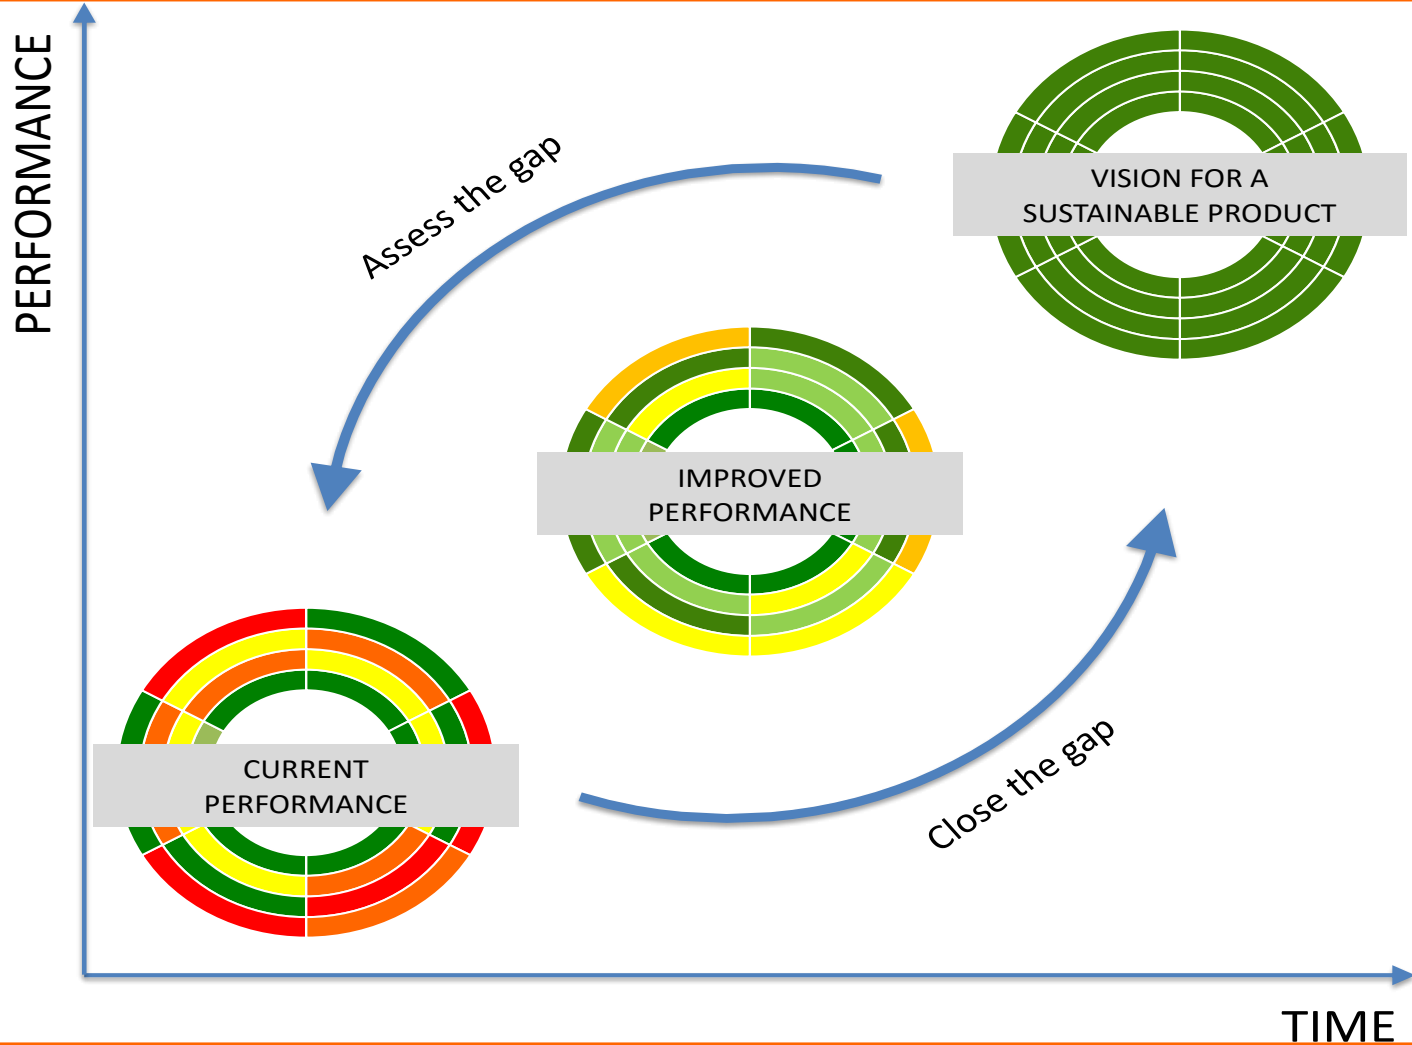 PERFORMANCE
Assess the gap
VISION FOR A
SUSTAINABLE PRODUCT
IMPROVED
PERFORMANCE
CURRENT
PERFORMANCE
Close the gap
TIME